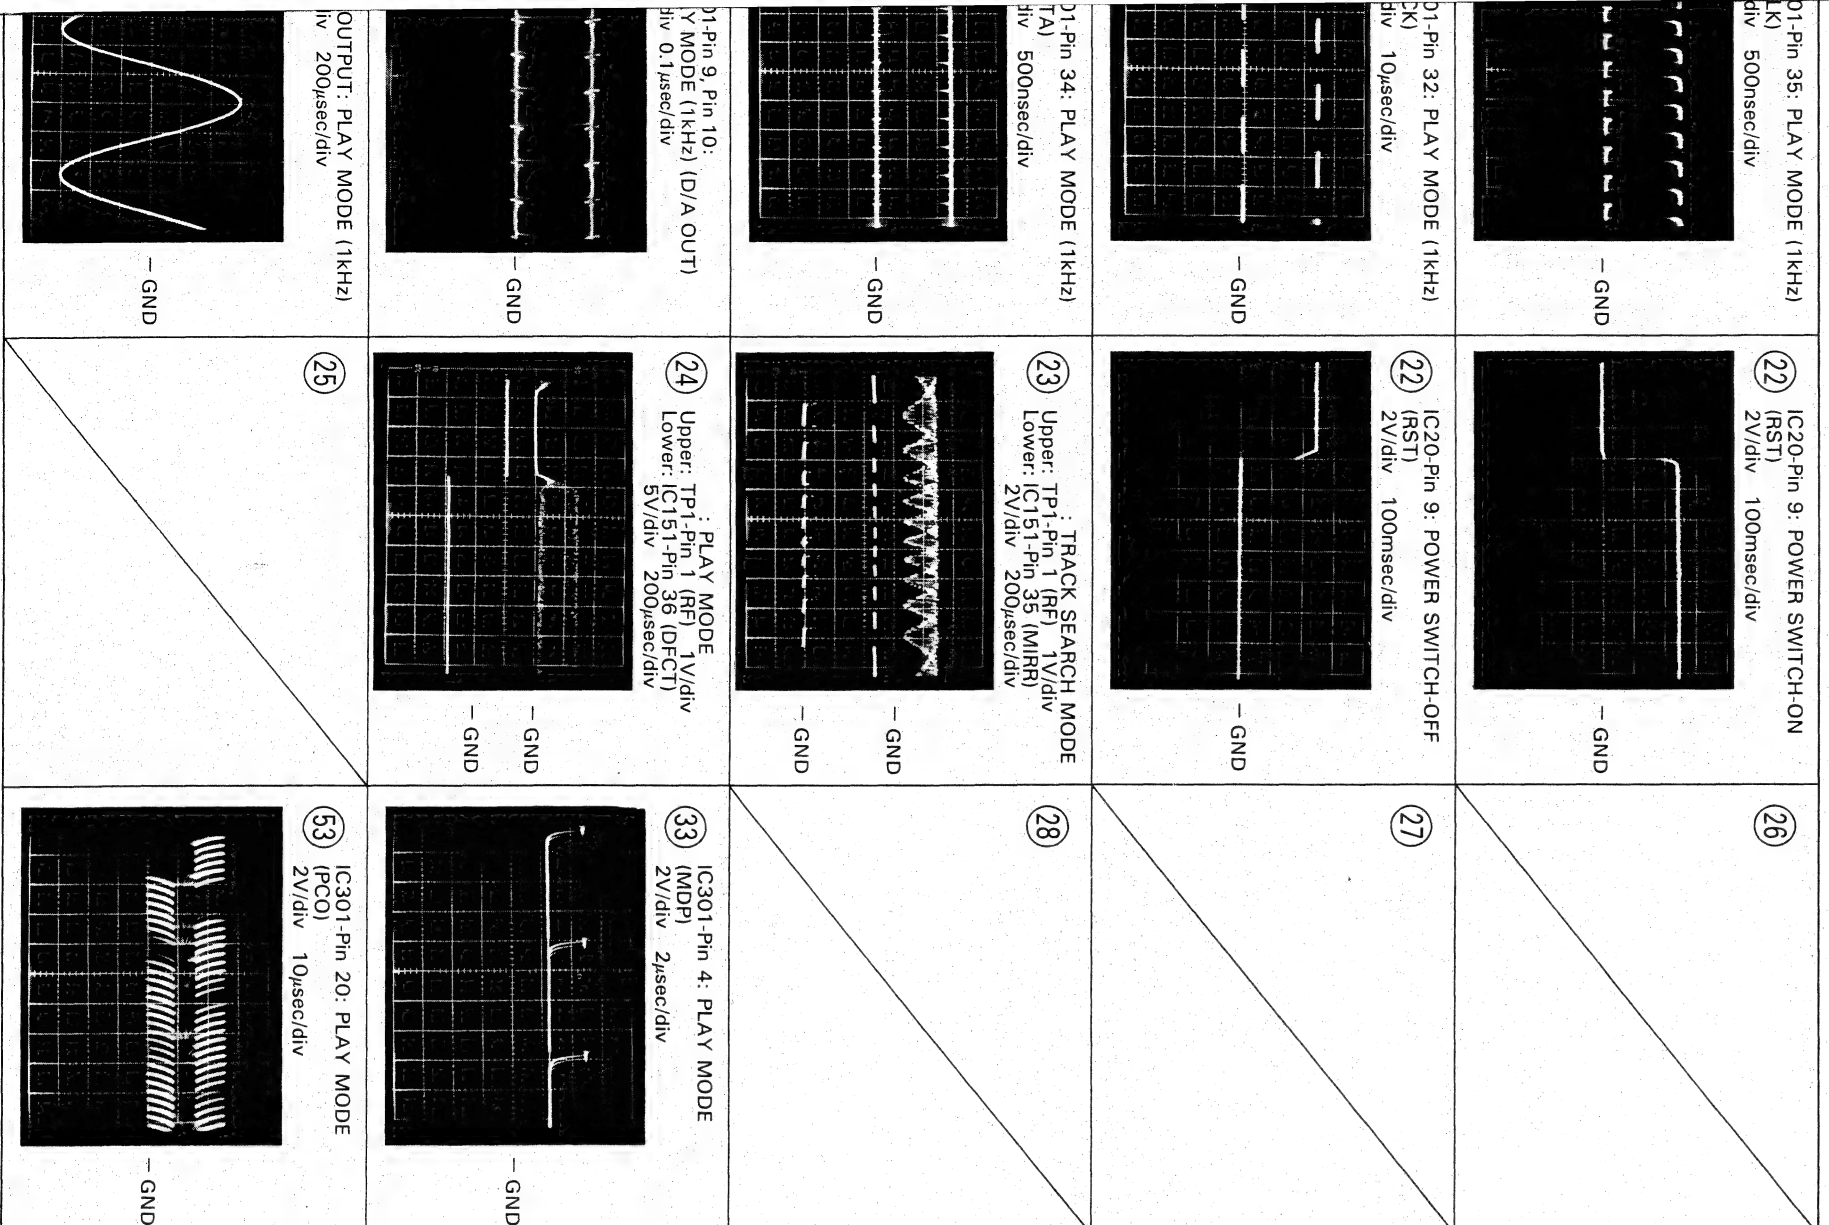 01-Pin 35: PLAY MODE (1kHz)
LK)
div 500nsec/div
– GND
01-Pin 32: PLAY MODE (1kHz)
CK)
div 10μsec/div
– GND
01-Pin 34: PLAY MODE (1kHz)
TA)
div 500nsec/div
– GND
01-Pin 9, Pin 10:
Y MODE (1kHz) (D/A OUT)
div 0.1μsec/div
– GND
OUTPUT: PLAY MODE (1kHz)
div 200μsec/div
– GND
22 IC20-Pin 9: POWER SWITCH-ON
(RST)
2V/div 100msec/div
– GND
22 IC20-Pin 9: POWER SWITCH-OFF
(RST)
2V/div 100msec/div
– GND
23 : TRACK SEARCH MODE
Upper: TP1-Pin 1 (RF) 1V/div
Lower: IC151-Pin 35 (MIRR)
2V/div 200μsec/div
– GND
– GND
24 : PLAY MODE
Upper: TP1-Pin 1 (RF) 1V/div
Lower: IC151-Pin 36 (DFCT)
5V/div 200μsec/div
– GND
– GND
25
26
27
28
33 IC301-Pin 4: PLAY MODE
(MDP)
2V/div 2μsec/div
– GND
53 IC301-Pin 20: PLAY MODE
(PCO)
2V/div 10μsec/div
– GND